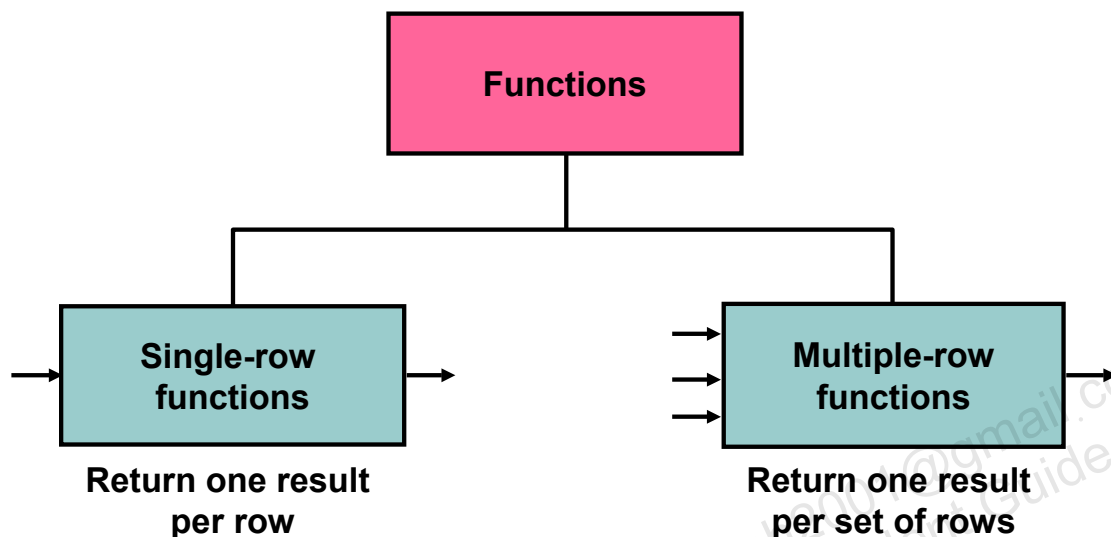 Functions
Single-row
functions
Multiple-row
functions
Return one result
per row
Return one result
per set of rows